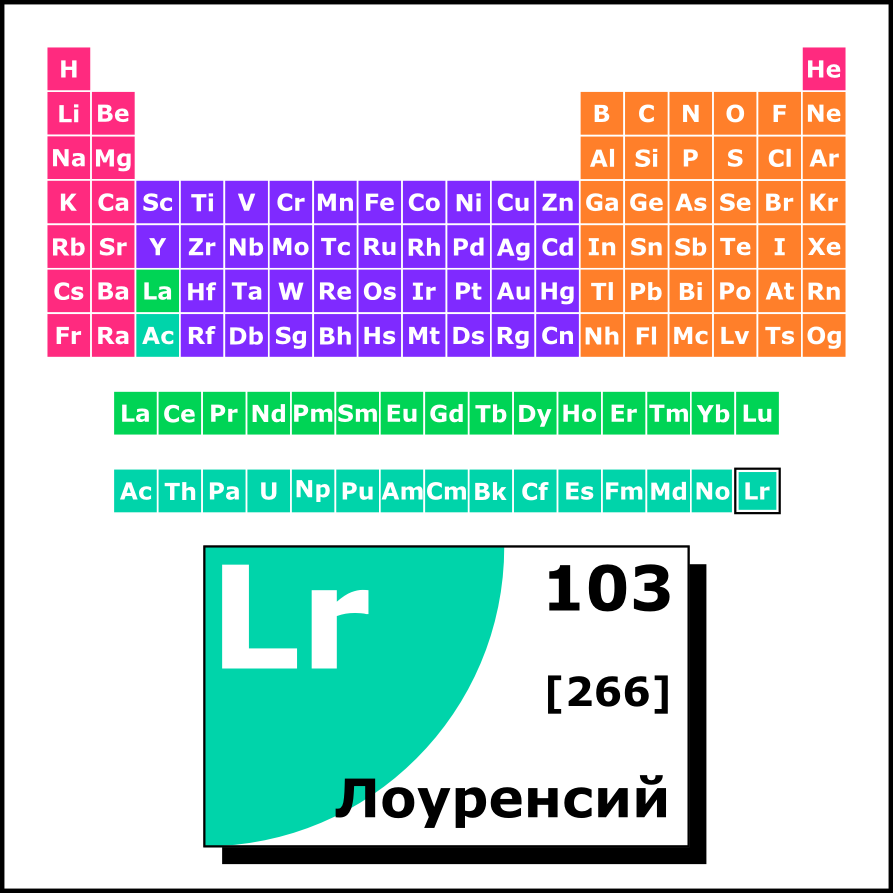 H He
Li Be B C N O F Ne
Na Mg Al Si P S Cl Ar
K Ca Sc Ti V Cr Mn Fe Co Ni Cu Zn Ga Ge As Se Br Kr
Rb Sr Y Zr Nb Mo Tc Ru Rh Pd Ag Cd In Sn Sb Te I Xe
Cs Ba La Hf Ta W Re Os Ir Pt Au Hg Tl Pb Bi Po At Rn
Fr Ra Ac Rf Db Sg Bh Hs Mt Ds Rg Cn Nh Fl Mc Lv Ts Og
La Ce Pr Nd Pm Sm Eu Gd Tb Dy Ho Er Tm Yb Lu
Ac Th Pa U Np Pu Am Cm Bk Cf Es Fm Md No Lr
Lr 103
[266]
Лоуренсий